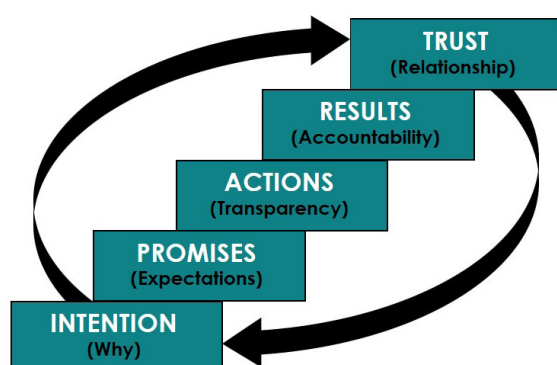 TRUST
(Relationship)
RESULTS
(Accountability)
ACTIONS
(Transparency)
PROMISES
(Expectations)
INTENTION
(Why)